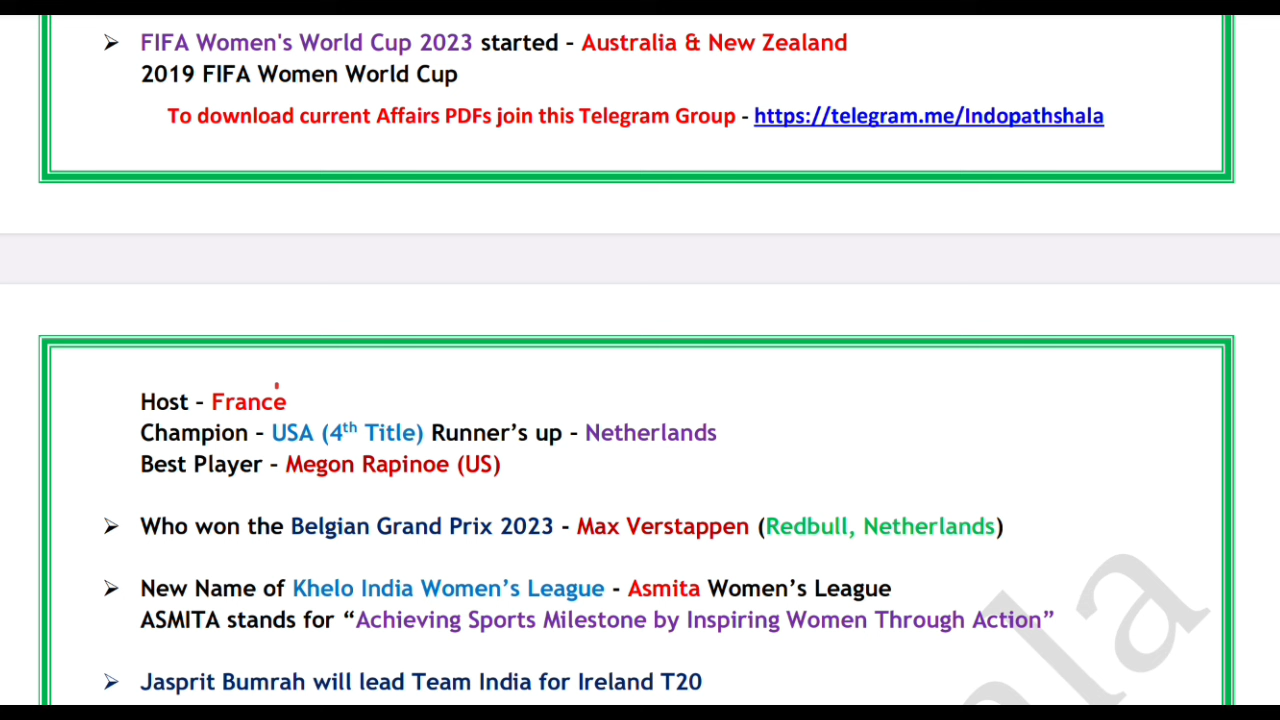 ➢ FIFA Women's World Cup 2023 started – Australia & New Zealand
2019 FIFA Women World Cup
To download current Affairs PDFs join this Telegram Group - https://telegram.me/Indopathshala
Host – France
Champion – USA (4th Title) Runner’s up – Netherlands
Best Player – Megon Rapinoe (US)
➢ Who won the Belgian Grand Prix 2023 - Max Verstappen (Redbull, Netherlands)
➢ New Name of Khelo India Women’s League - Asmita Women’s League
ASMITA stands for “Achieving Sports Milestone by Inspiring Women Through Action”
➢ Jasprit Bumrah will lead Team India for Ireland T20
la